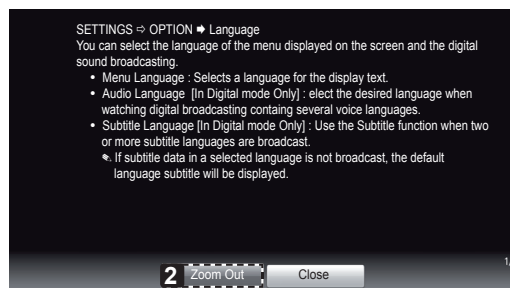 SETTINGS ⇨ OPTION ➡ Language
You can select the language of the menu displayed on the screen and the digital
sound broadcasting.
• Menu Language : Selects a language for the display text.
• Audio Language [In Digital mode Only] : elect the desired language when
watching digital broadcasting containg several voice languages.
• Subtitle Language [In Digital mode Only] : Use the Subtitle function when two
or more subtitle languages are broadcast.
✎. If subtitle data in a selected language is not broadcast, the default
language subtitle will be displayed.
1/
2 Zoom Out Close